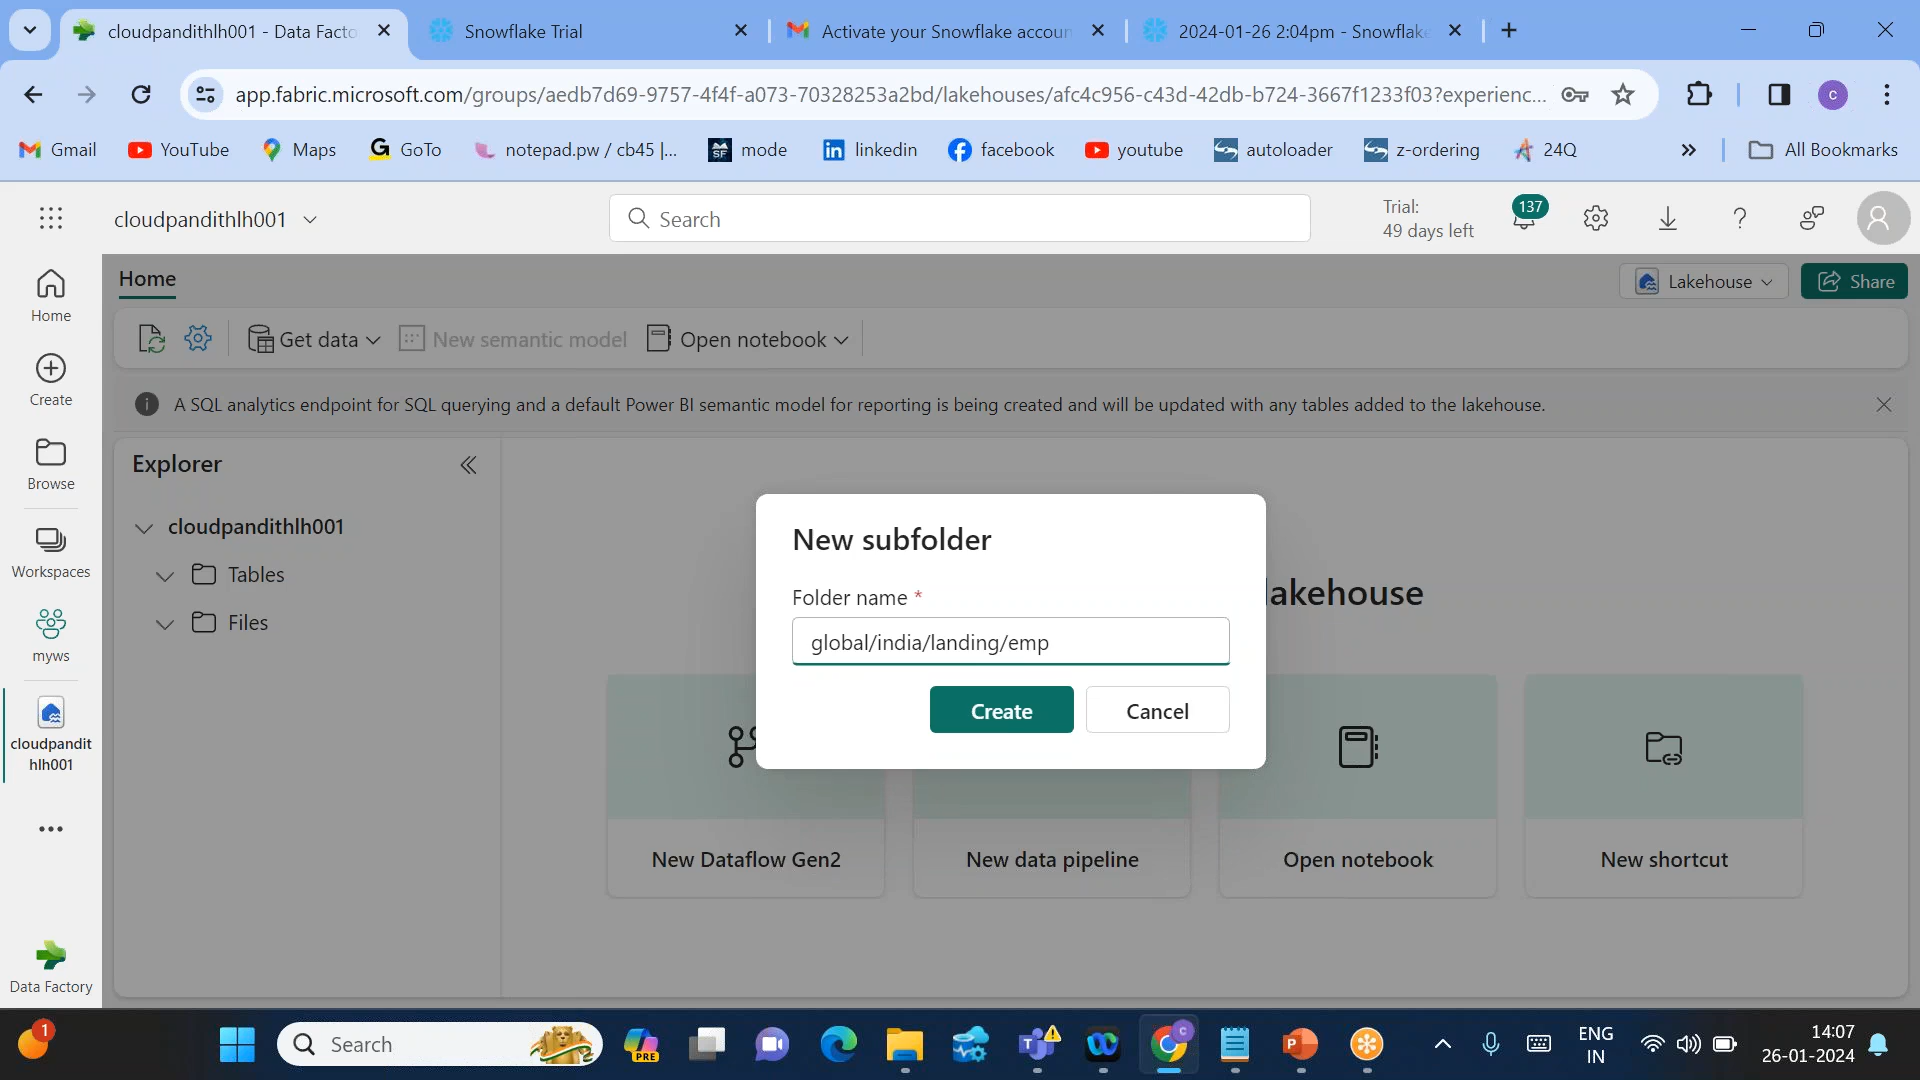 cloudpandithlh001 - Data Facto
Snowflake Trial
Activate your Snowflake accoun
2024-01-26 2:04pm - Snowflake
app.fabric.microsoft.com/groups/aedb7d69-9757-4f4f-a073-70328253a2bd/lakehouses/afc4c956-c43d-42db-b724-3667f1233f03?experienc...
C
Gmail
YouTube
Maps
GoTo
notepad.pw / cb45 |...
mode
linkedin
facebook
youtube
autoloader
z-ordering
24Q
All Bookmarks
cloudpandithlh001
Search
Trial:
49 days left
137
Home
Lakehouse
Share
Get data
New semantic model
Open notebook
A SQL analytics endpoint for SQL querying and a default Power BI semantic model for reporting is being created and will be updated with any tables added to the lakehouse.
Home
Create
Browse
Workspaces
myws
cloudpandit
hlh001
Data Factory
Explorer
cloudpandithlh001
Tables
Files
lakehouse
New subfolder
Folder name *
global/india/landing/emp
Create
Cancel
New Dataflow Gen2
New data pipeline
Open notebook
New shortcut
1
Search
PRE
ENG
IN
14:07
26-01-2024